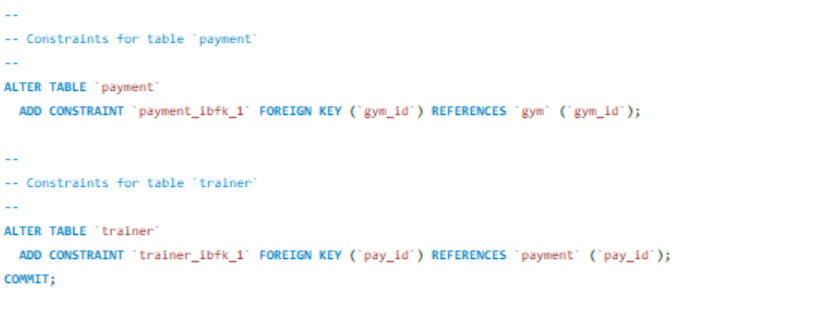 --
-- Constraints for table `payment`
--
ALTER TABLE `payment`
  ADD CONSTRAINT `payment_ibfk_1` FOREIGN KEY (`gym_id`) REFERENCES `gym` (`gym_id`);
--
-- Constraints for table `trainer`
--
ALTER TABLE `trainer`
  ADD CONSTRAINT `trainer_ibfk_1` FOREIGN KEY (`pay_id`) REFERENCES `payment` (`pay_id`);
COMMIT;